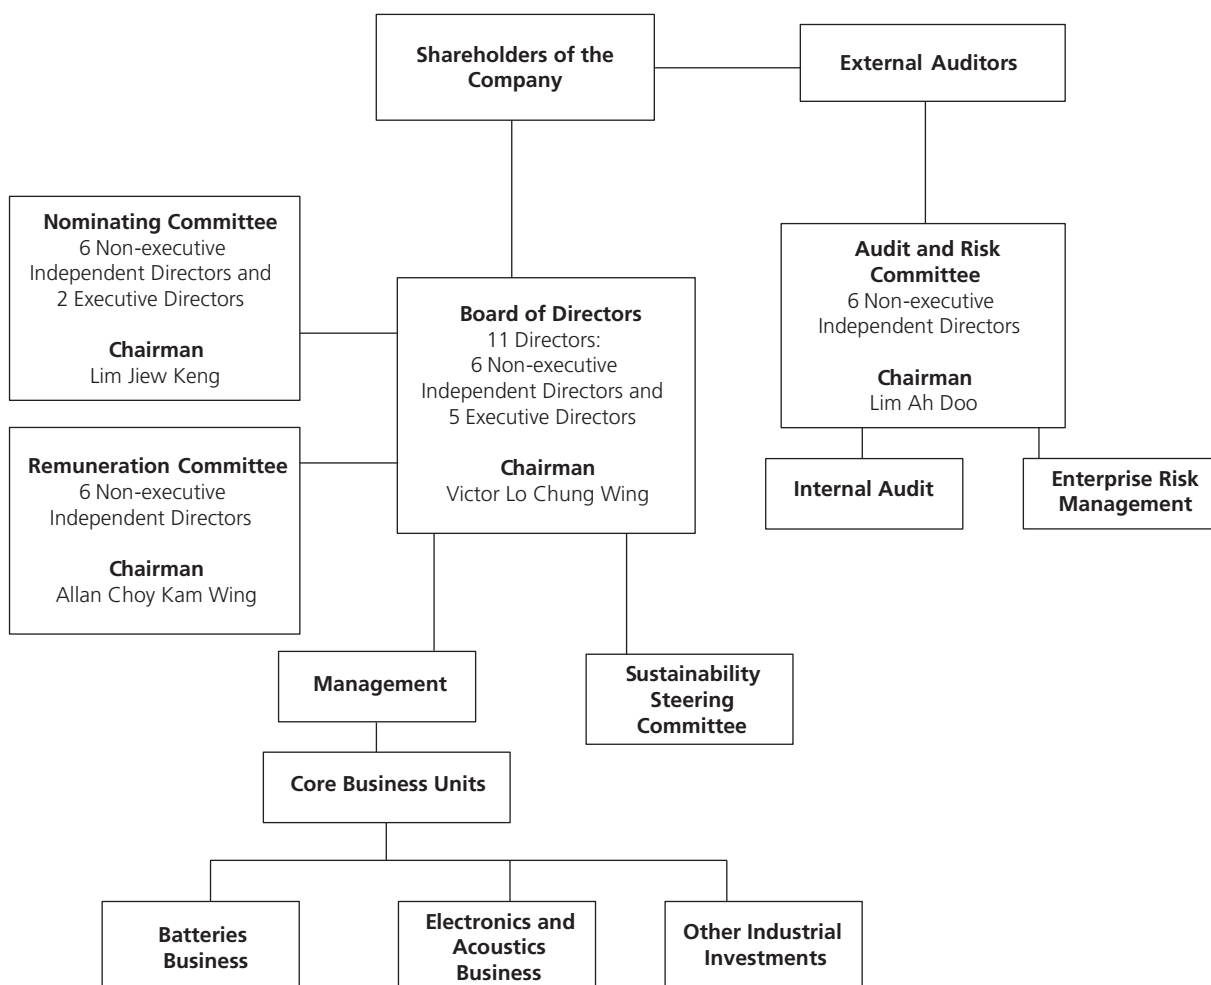 Shareholders of the
Company
External Auditors
Nominating Committee
6 Non-executive
Independent Directors and
2 Executive Directors
Chairman
Lim Jiew Keng
Board of Directors
11 Directors:
6 Non-executive
Independent Directors and
5 Executive Directors
Chairman
Victor Lo Chung Wing
Audit and Risk
Committee
6 Non-executive
Independent Directors
Chairman
Lim Ah Doo
Remuneration Committee
6 Non-executive
Independent Directors
Chairman
Allan Choy Kam Wing
Internal Audit
Enterprise Risk
Management
Management
Sustainability
Steering
Committee
Core Business Units
Batteries
Business
Electronics and
Acoustics
Business
Other Industrial
Investments